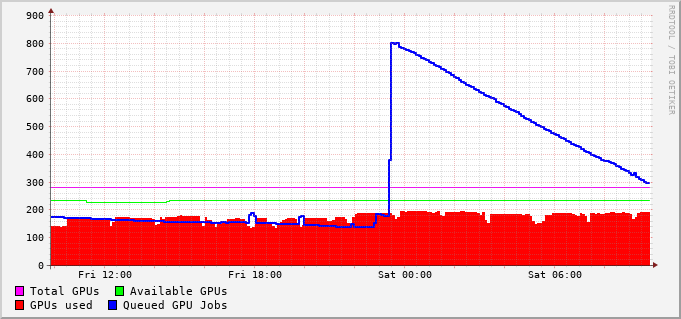 900
800
700
600
500
400
300
200
100
0
Fri 12:00 Fri 18:00 Sat 00:00 Sat 06:00
Total GPUs Available GPUs
GPUs used Queued GPU Jobs
RRDTOOL / TOBI OETIKER